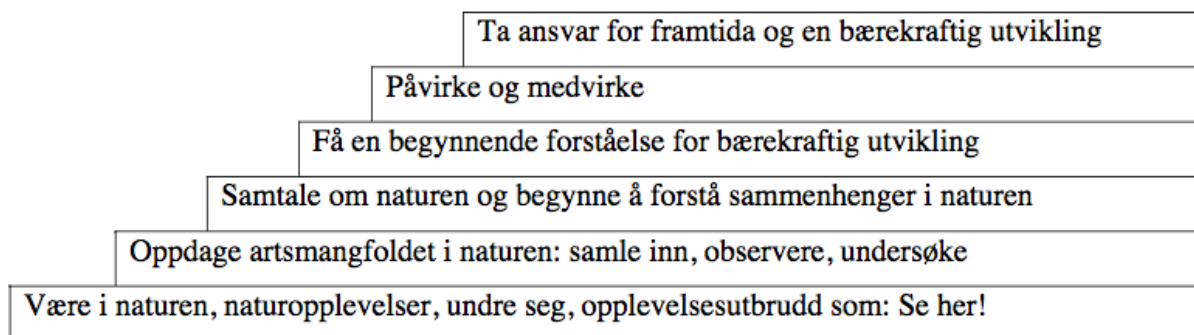 Ta ansvar for framtida og en bærekraftig utvikling
Påvirke og medvirke
Få en begynnende forståelse for bærekraftig utvikling
Samtale om naturen og begynne å forstå sammenhenger i naturen
Oppdage artsmangfoldet i naturen: samle inn, observere, undersøke
Være i naturen, naturopplevelser, undre seg, opplevelsesutbrudd som: Se her!